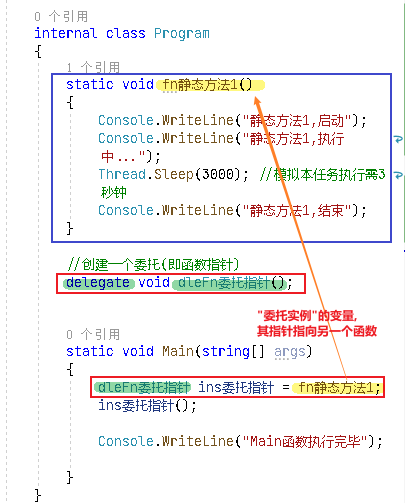 0 个引用
internal class Program
{
1 个引用
static void fn静态方法1()
{
Console.WriteLine("静态方法1,启动");
Console.WriteLine("静态方法1,执行
中...");
Thread.Sleep(3000); //模拟本任务执行需3
秒钟
Console.WriteLine("静态方法1,结束");
}
//创建一个委托(即函数指针)
delegate void dleFn委托指针();
"委托实例"的变量,
其指针指向另一个函数
0 个引用
static void Main(string[] args)
{
dleFn委托指针 ins委托指针 = fn静态方法1;
ins委托指针();
Console.WriteLine("Main函数执行完毕");
}
}